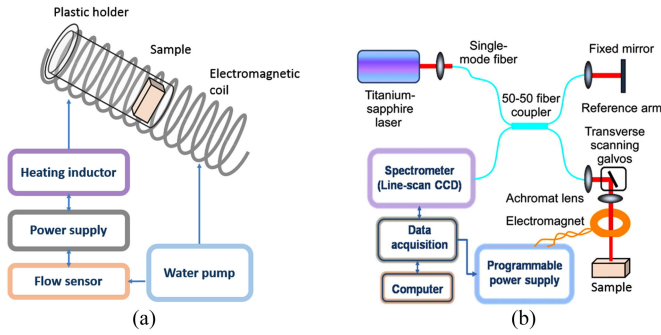 Plastic holder
Sample
Electromagnetic
coil
Heating inductor
Power supply
Flow sensor
Water pump
(a)
Single-
mode fiber
Titanium-
sapphire
laser
50-50 fiber
coupler
Fixed mirror
Reference arm
Transverse
scanning
galvos
Spectrometer
(Line-scan CCD)
Achromat lens
Electromagnet
Data
acquisition
Computer
Programmable
power supply
Sample
(b)